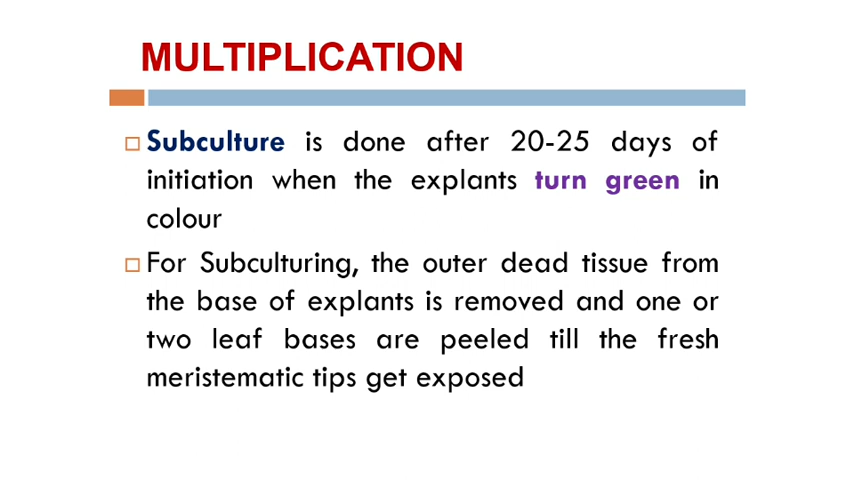 MULTIPLICATION
Subculture is done after 20-25 days of
initiation when the explants turn green in
colour
For Subculturing, the outer dead tissue from
the base of explants is removed and one or
two leaf bases are peeled till the fresh
meristematic tips get exposed